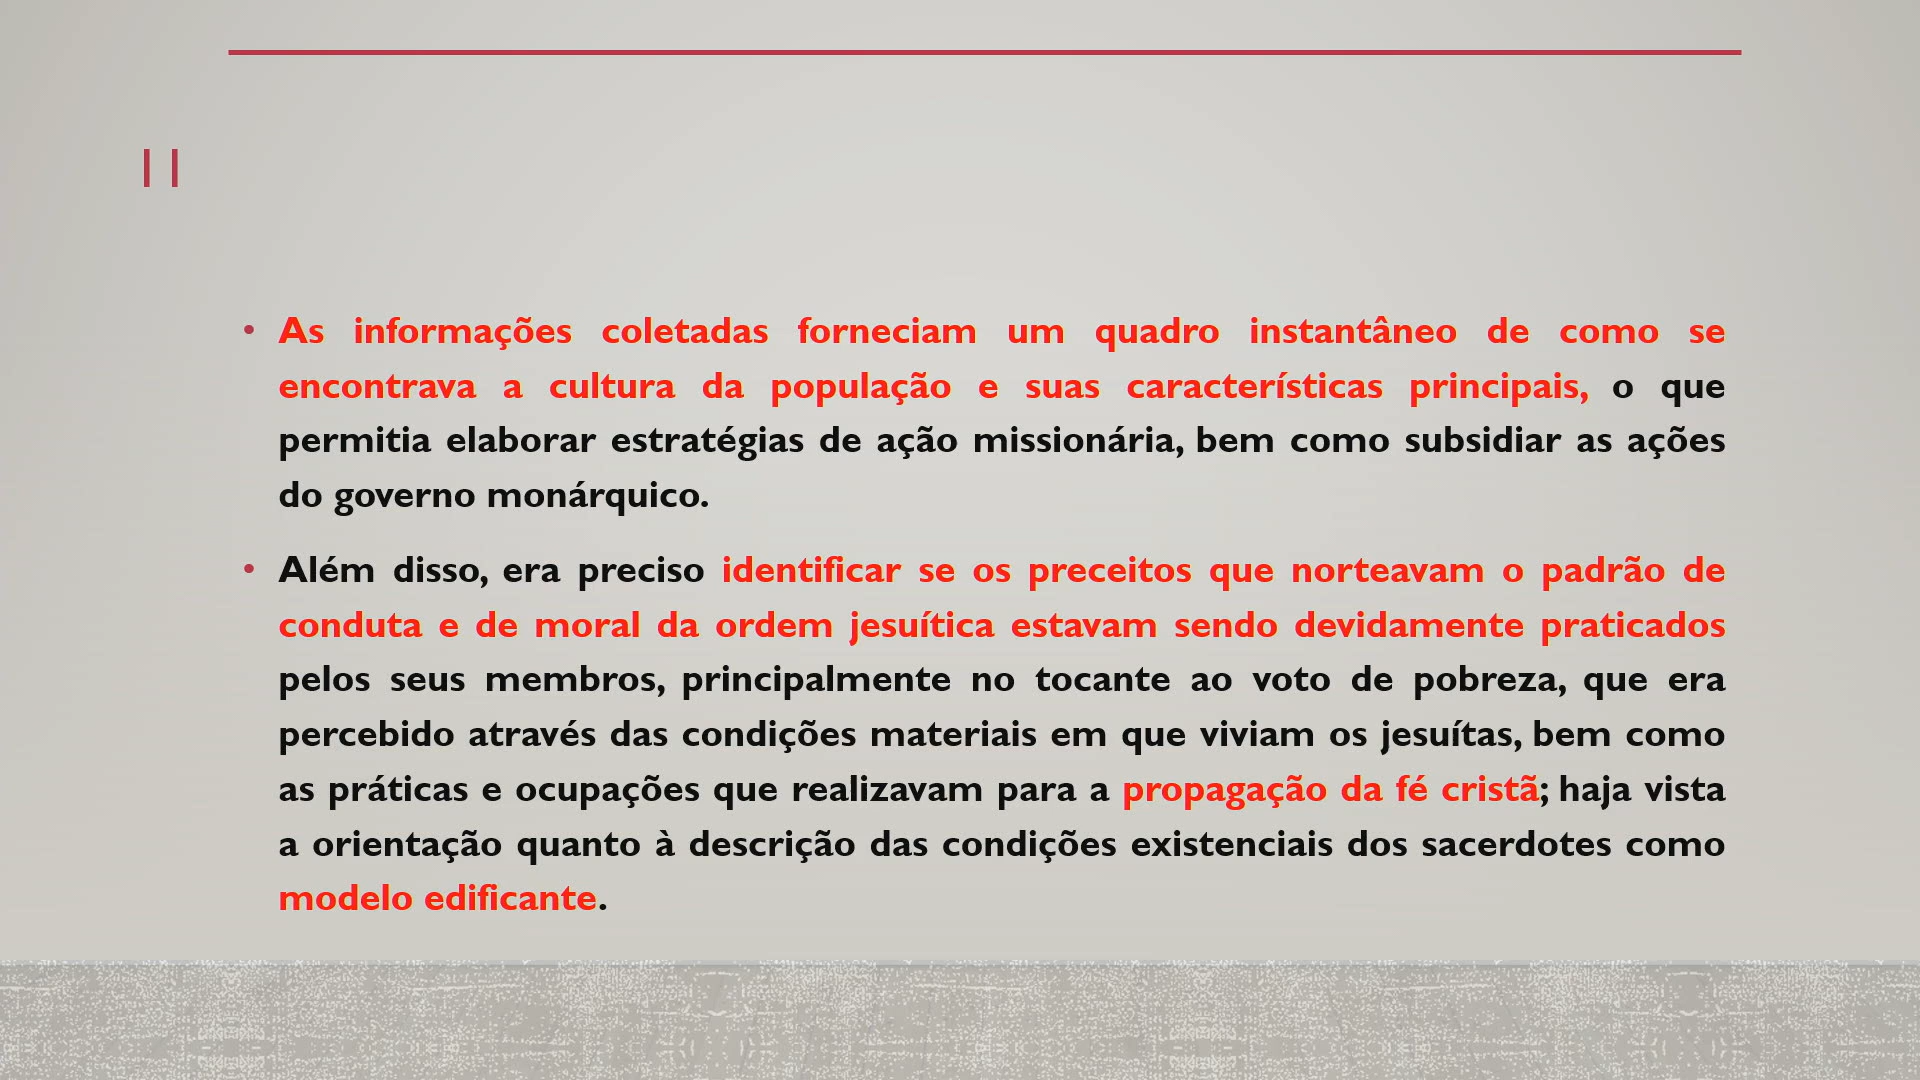 11
• As informações coletadas forneciam um quadro instantâneo de como se
encontrava a cultura da população e suas características principais, o que
permitia elaborar estratégias de ação missionária, bem como subsidiar as ações
do governo monárquico.
• Além disso, era preciso identificar se os preceitos que norteavam o padrão de
conduta e de moral da ordem jesuítica estavam sendo devidamente praticados
pelos seus membros, principalmente no tocante ao voto de pobreza, que era
percebido através das condições materiais em que viviam os jesuítas, bem como
as práticas e ocupações que realizavam para a propagação da fé cristã; haja vista
a orientação quanto à descrição das condições existenciais dos sacerdotes como
modelo edificante.